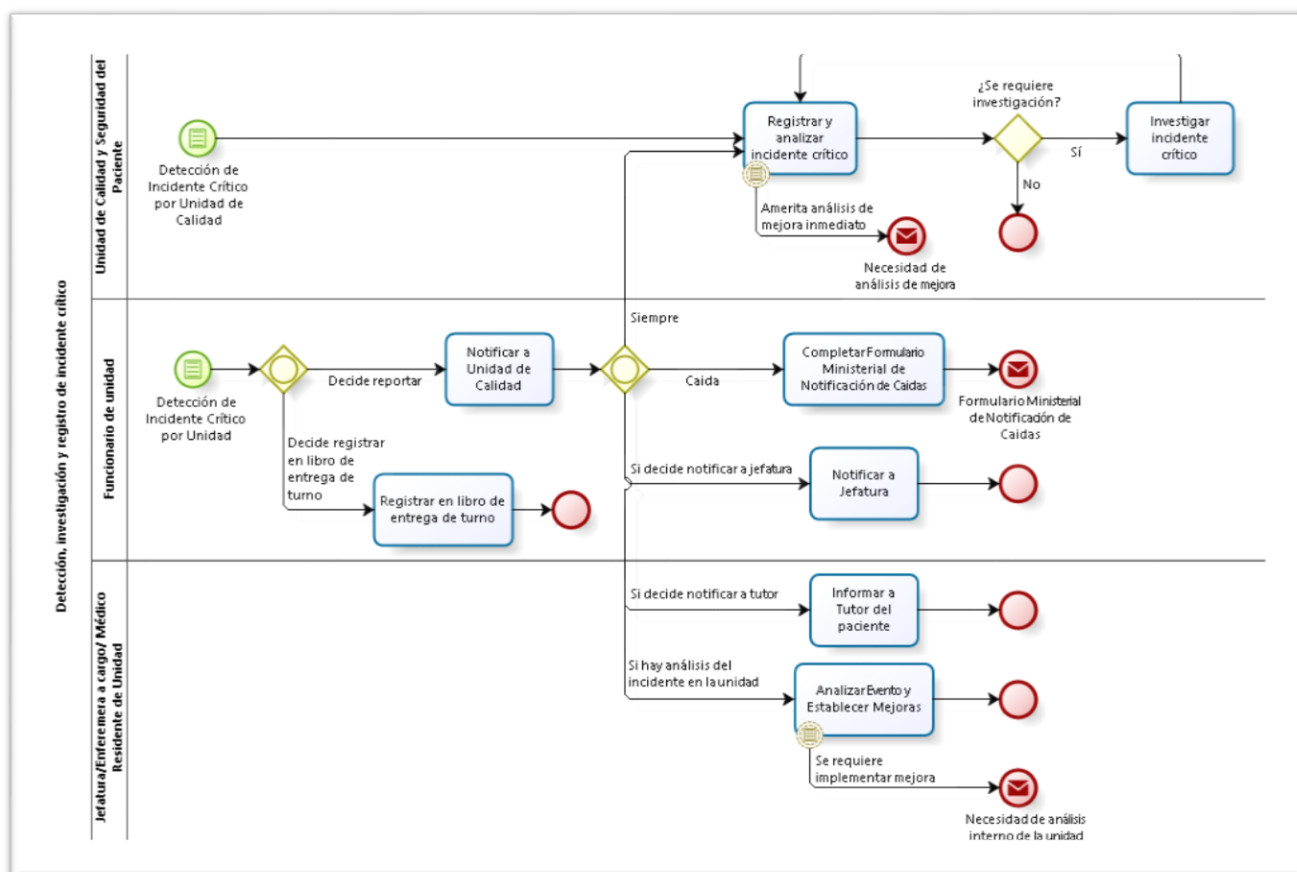 Detección, investigación y registro de incidente crítico
Unidad de Calidad y Seguridad del
Paciente
Detección de
Incidente Crítico
por Unidad de
Calidad
Registrar y
analizar
incidente crítico
¿Se requiere
investigación?
Sí
No
Investigar
incidente
crítico
Amerita análisis de
mejora inmediato
Necesidad de
análisis de mejora
Funcionario de unidad
Detección de
Incidente Crítico
por Unidad
Decide reportar
Notificar a
Unidad de
Calidad
Siempre
Caida
Completar Formulario
Ministerial de
Notificación de Caidas
Formulario Ministerial
de Notificación de
Caidas
Decide registrar
en libro de
entrega de
turno
Registrar en libro de
entrega de turno
Si decide notificar a jefatura
Notificar a
Jefatura
Jefatura/Enferemera a cargo/ Médico
Residente de Unidad
Si decide notificar a tutor
Informar a
Tutor del
paciente
Si hay análisis del
incidente en la unidad
Analizar Evento y
Establecer Mejoras
Se requiere
implementar mejora
Necesidad de análisis
interno de la unidad